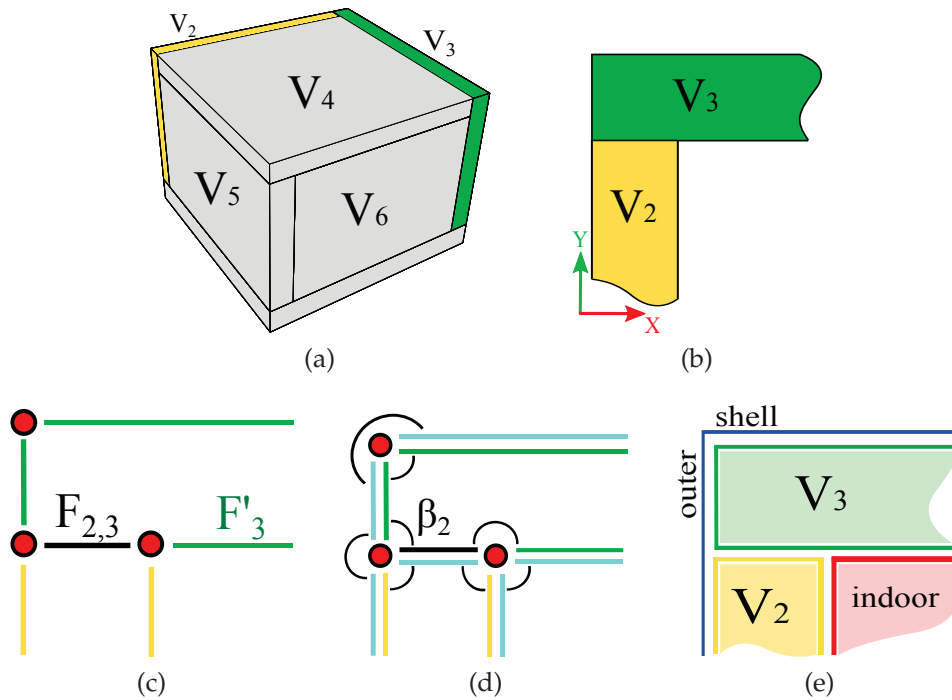 V₂
V₃
V₄
V₅
V₆
(a)
V₃
V₂
Y
X
(b)
F₂,₃
F'₃
(c)
β₂
(d)
shell
outer
V₃
V₂
indoor
(e)